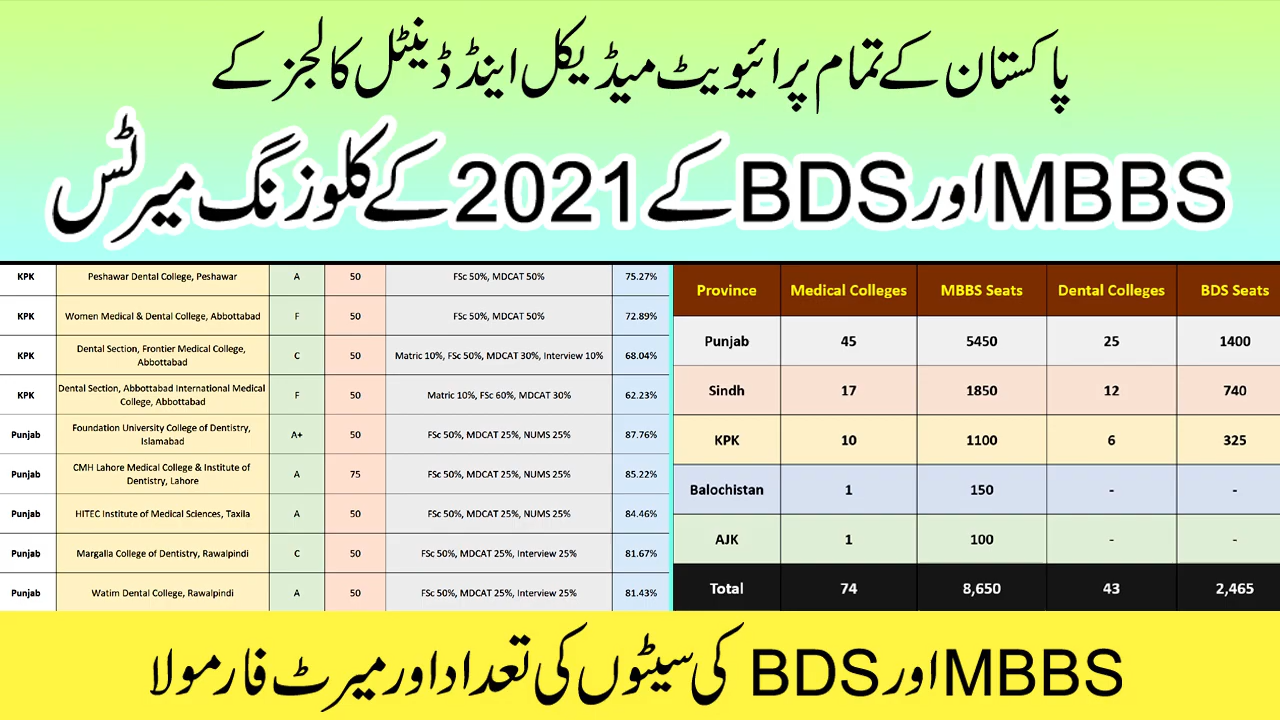 پاکستان کے تمام پرائیویٹ میڈیکل اینڈ ڈینٹل کالجز کے
MBBS اور BDS کے 2021 کے کلوزنگ میرٹس
KPK Peshawar Dental College, Peshawar A 50 FSc 50%, MDCAT 50% 75.27%
KPK Women Medical & Dental College, Abbottabad F 50 FSc 50%, MDCAT 50% 72.89%
KPK Dental Section, Frontier Medical College, Abbottabad C 50 Matric 10%, FSc 50%, MDCAT 30%, Interview 10% 68.04%
KPK Dental Section, Abbottabad International Medical College, Abbottabad F 50 Matric 10%, FSc 60%, MDCAT 30% 62.23%
Punjab Foundation University College of Dentistry, Islamabad A+ 50 FSc 50%, MDCAT 25%, NUMS 25% 87.76%
Punjab CMH Lahore Medical College & Institute of Dentistry, Lahore A 75 FSc 50%, MDCAT 25%, NUMS 25% 85.22%
Punjab HITEC Institute of Medical Sciences, Taxila A 50 FSc 50%, MDCAT 25%, NUMS 25% 84.46%
Punjab Margalla College of Dentistry, Rawalpindi C 50 FSc 50%, MDCAT 25%, Interview 25% 81.67%
Punjab Watim Dental College, Rawalpindi A 50 FSc 50%, MDCAT 25%, Interview 25% 81.43%
Province Medical Colleges MBBS Seats Dental Colleges BDS Seats
Punjab 45 5450 25 1400
Sindh 17 1850 12 740
KPK 10 1100 6 325
Balochistan 1 150 - -
AJK 1 100 - -
Total 74 8,650 43 2,465
MBBS اور BDS کی سیٹوں کی تعداد اور میرٹ فارمولا